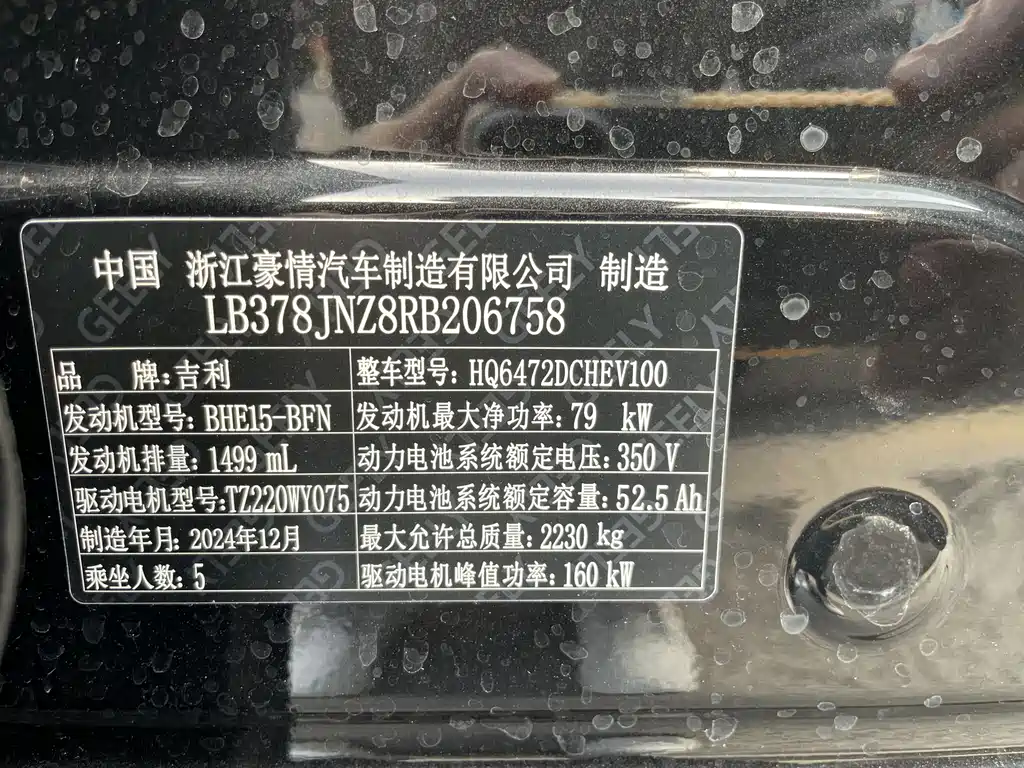 中国 浙江豪情汽车制造有限公司 制造
LB378JNZ8RB206758
品 牌:吉利 整车型号: HQ6472DCHEV100
发动机型号: BHE15-BFN 发动机最大净功率: 79 kW
发动机排量: 1499 mL 动力电池系统额定电压: 350 V
驱动电机型号:TZ220WY075 动力电池系统额定容量: 52.5 Ah
制造年月: 2024年12月 最大允许总质量: 2230 kg
乘坐人数: 5 驱动电机峰值功率: 160 kW